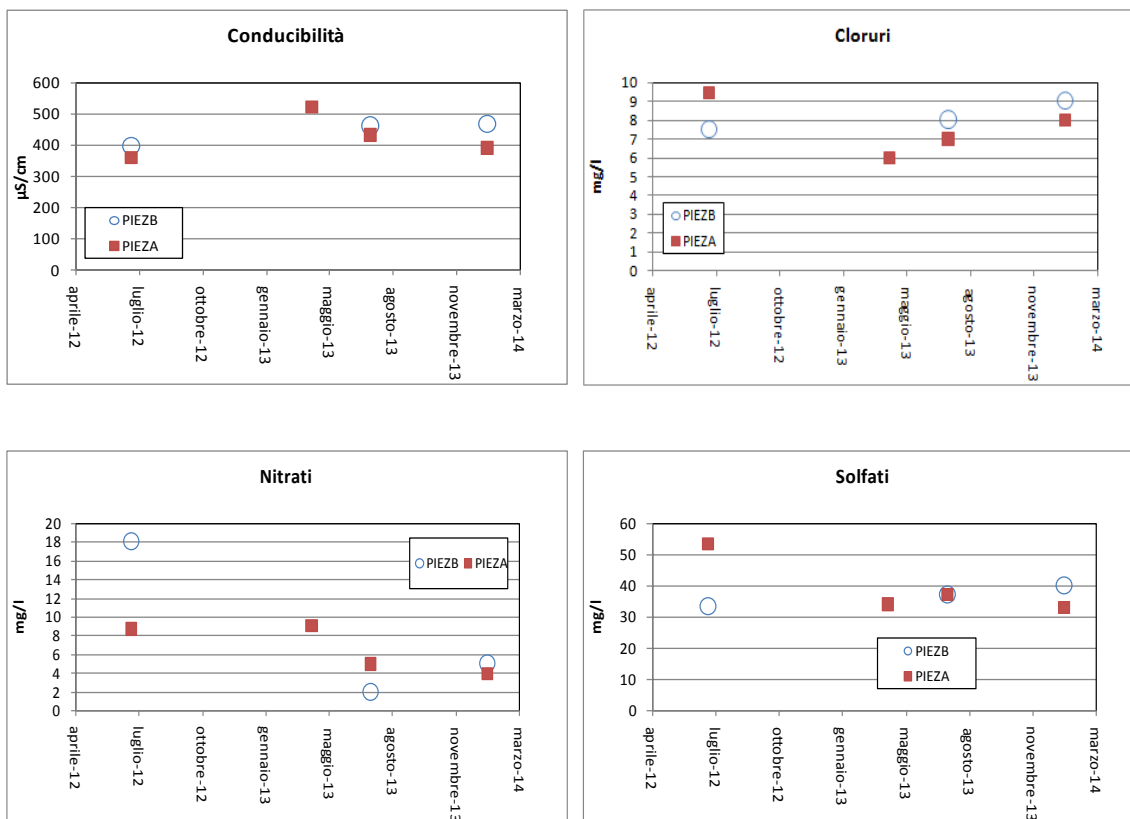 Conducibilità
600
500
400
300
200
100
0
µS/cm
PIEZB
PIEZA
aprile-12
luglio-12
ottobre-12
gennaio-13
maggio-13
agosto-13
novembre-13
marzo-14
Cloruri
10
9
8
7
6
5
4
3
2
1
0
mg/l
PIEZB
PIEZA
aprile-12
luglio-12
ottobre-12
gennaio-13
maggio-13
agosto-13
novembre-13
marzo-14
Nitrati
20
18
16
14
12
10
8
6
4
2
0
mg/l
PIEZB PIEZA
aprile-12
luglio-12
ottobre-12
gennaio-13
maggio-13
agosto-13
novembre-13
marzo-14
Solfati
60
50
40
30
20
10
0
mg/l
PIEZB
PIEZA
aprile-12
luglio-12
ottobre-12
gennaio-13
maggio-13
agosto-13
novembre-13
marzo-14